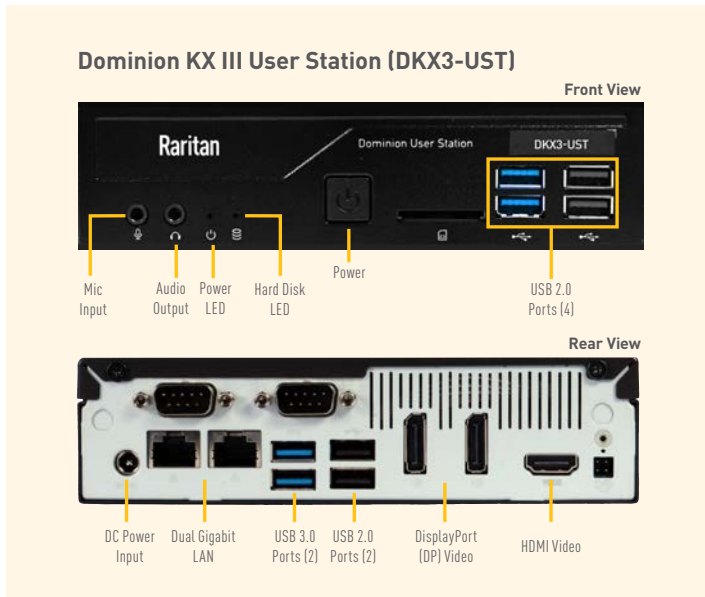 Dominion KX III User Station (DKX3-UST)
Front View
Raritan
Dominion User Station
DKX3-UST
Mic
Input
Audio
Output
Power
LED
Hard Disk
LED
Power
USB 2.0
Ports (4)
Rear View
DC Power
Input
Dual Gigabit
LAN
USB 3.0
Ports (2)
USB 2.0
Ports (2)
DisplayPort
(DP) Video
HDMI Video